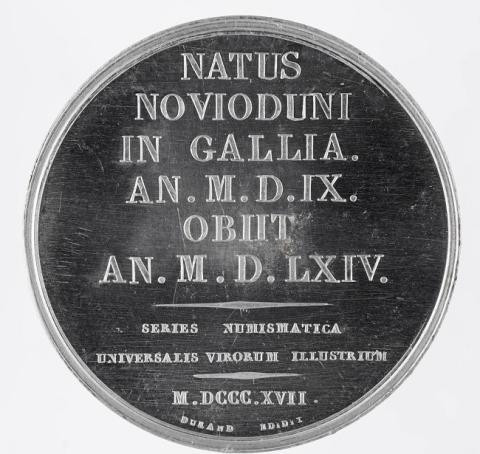 NATUS
NOVIODUNI
IN GALLIA.
AN. M. D. IX.
OBIIT
AN. M. D. LXIV.
SERIES NUMISMATICA
UNIVERSALIS VIRORUM ILLUSTRIUM
M.DCCC.XVII.
DURAND EDIDIT